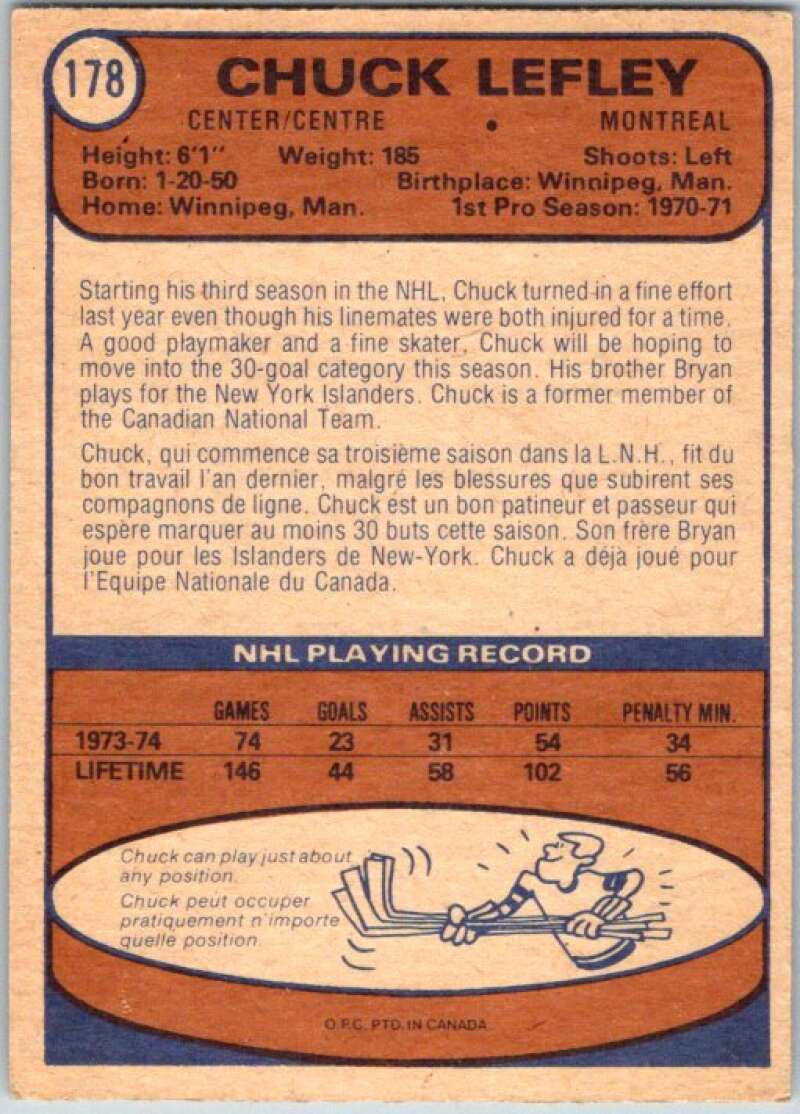 178
CHUCK LEFLEY
CENTER/CENTRE • MONTREAL
Height: 6'1" Weight: 185 Shoots: Left
Born: 1-20-50 Birthplace: Winnipeg, Man.
Home: Winnipeg, Man. 1st Pro Season: 1970-71
Starting his third season in the NHL, Chuck turned in a fine effort
last year even though his linemates were both injured for a time.
A good playmaker and a fine skater, Chuck will be hoping to
move into the 30-goal category this season. His brother Bryan
plays for the New York Islanders. Chuck is a former member of
the Canadian National Team.
Chuck, qui commence sa troisième saison dans la L.N.H., fit du
bon travail l'an dernier, malgré les blessures que subirent ses
compagnons de ligne. Chuck est un bon patineur et passeur qui
espère marquer au moins 30 buts cette saison. Son frère Bryan
joue pour les Islanders de New-York. Chuck a déjà joué pour
l'Equipe Nationale du Canada.
NHL PLAYING RECORD
GAMES GOALS ASSISTS POINTS PENALTY MIN.
1973-74 74 23 31 54 34
LIFETIME 146 44 58 102 56
Chuck can play just about
any position.
Chuck peut occuper
pratiquement n'importe
quelle position.
O.P.C. PTD. IN CANADA